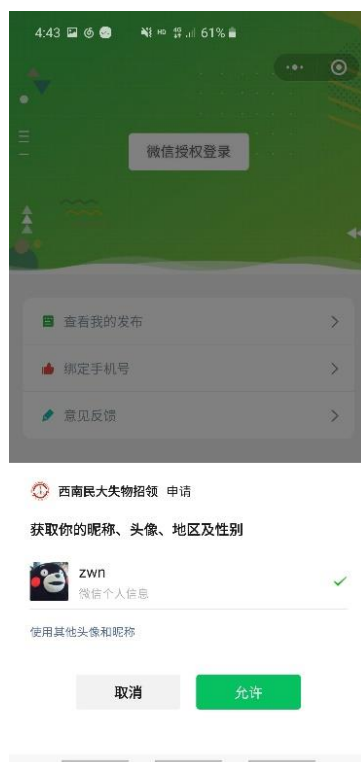 4:43 HD 4G 61%
微信授权登录
查看我的发布
绑定手机号
意见反馈
西南民大失物招领 申请
获取你的昵称、头像、地区及性别
zwn
微信个人信息
使用其他头像和昵称
取消 允许